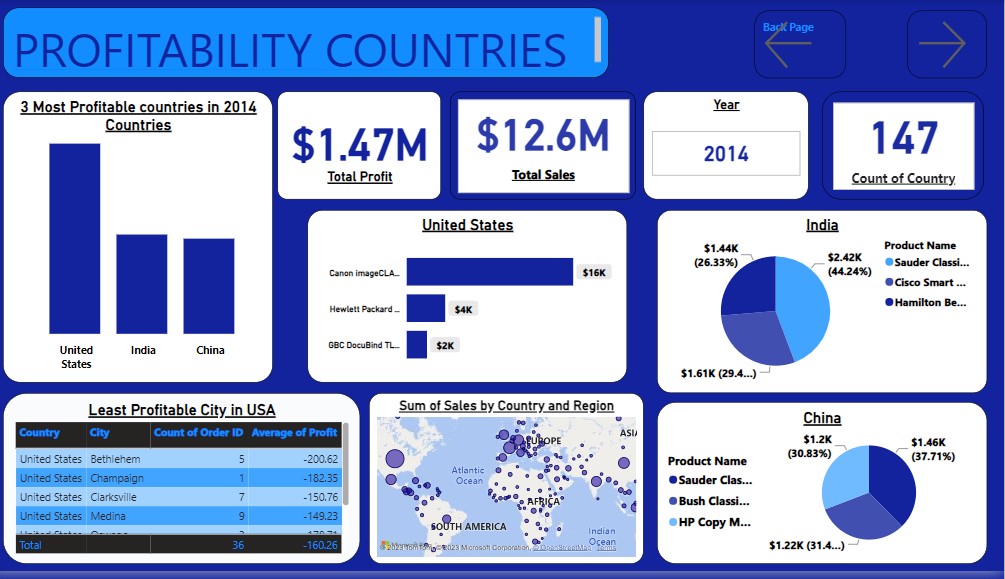 PROFITABILITY COUNTRIES
Back Page
3 Most Profitable countries in 2014
Countries
United
States
India
China
$1.47M
Total Profit
$12.6M
Total Sales
Year
2014
147
Count of Country
United States
Canon imageCLA...
$16K
Hewlett Packard ...
$4K
GBC DocuBind TL...
$2K
India
$1.44K
(26.33%)
$2.42K
(44.24%)
$1.61K (29.4...)
Product Name
Sauder Classi...
Cisco Smart ...
Hamilton Be...
Least Profitable City in USA
Country City Count of Order ID Average of Profit
United States Bethlehem 5 -200.62
United States Champaign 1 -182.35
United States Clarksville 7 -150.76
United States Medina 9 -149.23
United States
Total 36 -160.26
Sum of Sales by Country and Region
EUROPE
ASI
Atlantic
Ocean
AFRICA
SOUTH AMERICA
Indian
Ocean
© 2023 TomTom, © 2023 Microsoft Corporation, © OpenStreetMap Terms
China
Product Name
Sauder Clas...
Bush Classi...
HP Copy M...
$1.2K
(30.83%)
$1.46K
(37.71%)
$1.22K (31.4...)